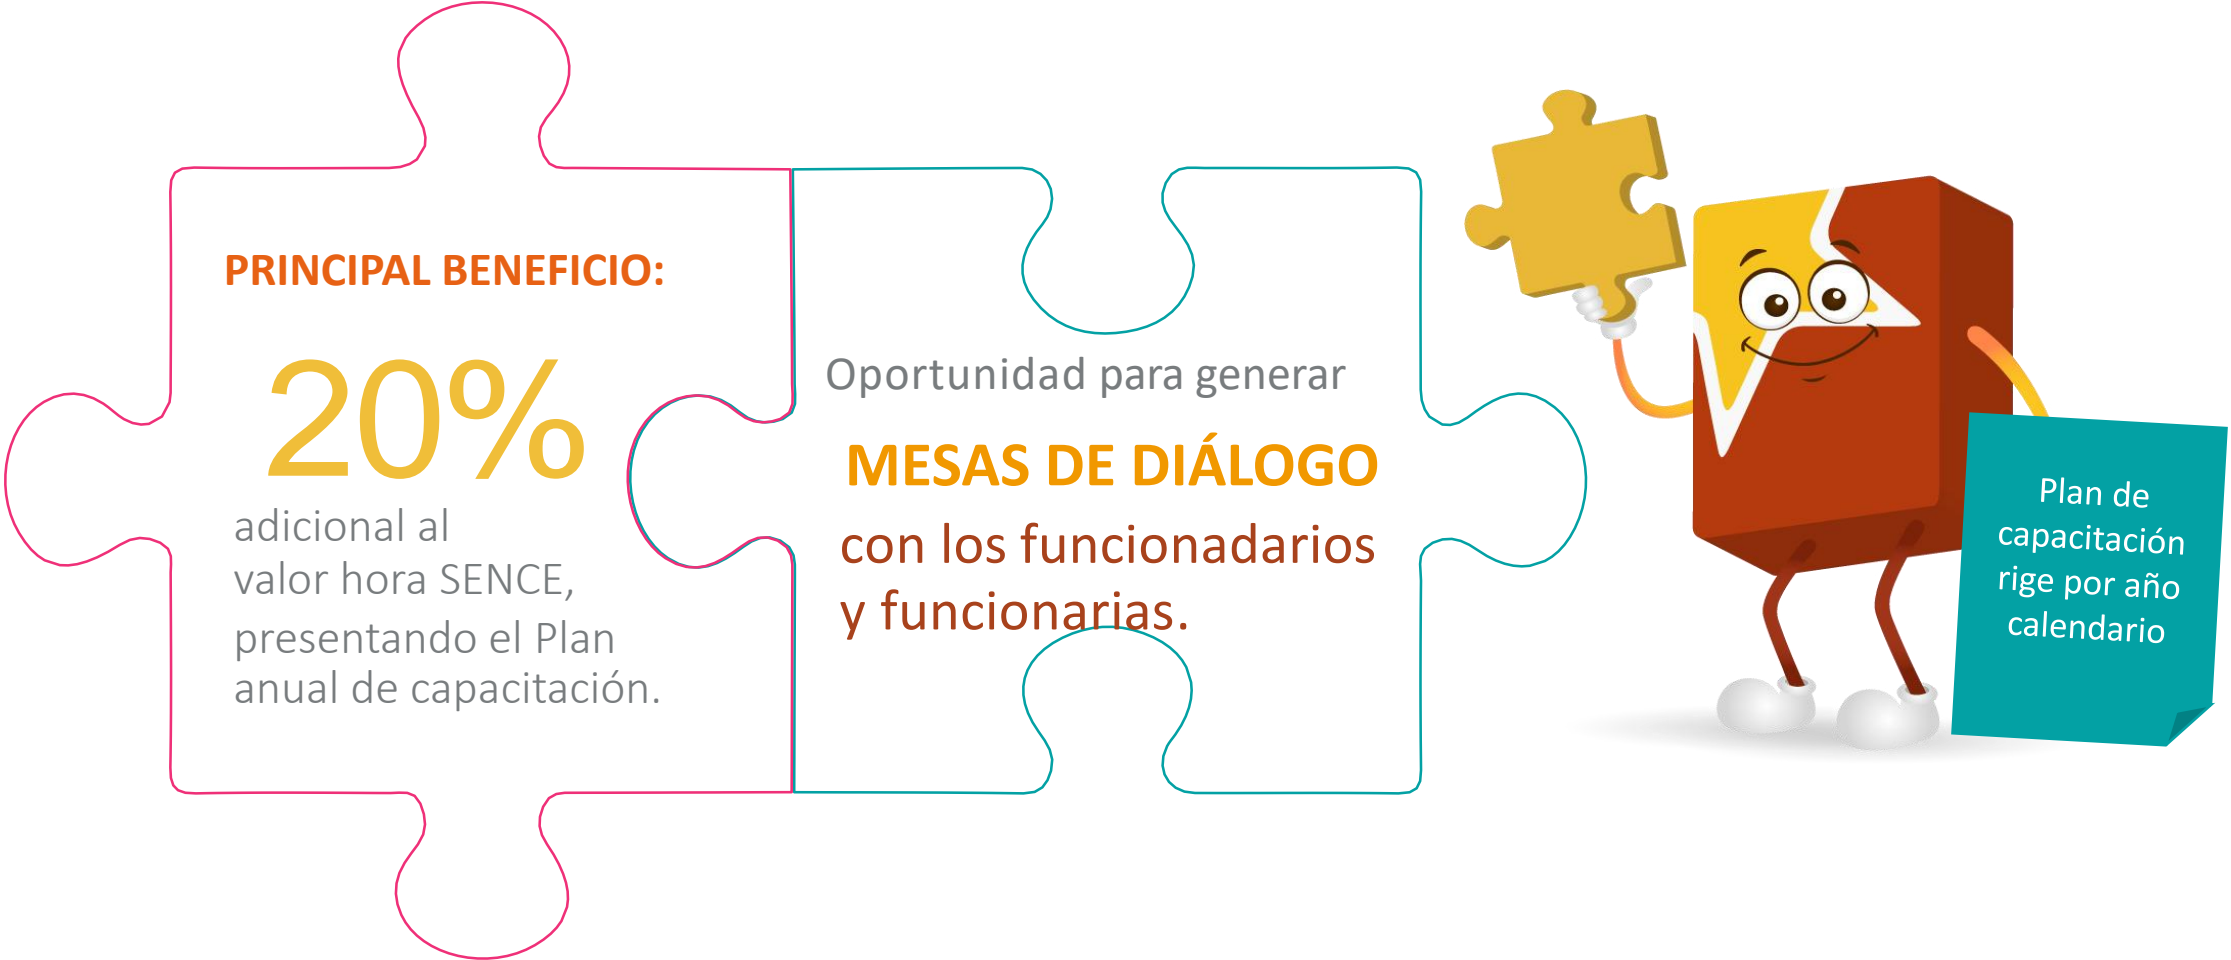 PRINCIPAL BENEFICIO:
20%
adicional al
valor hora SENCE,
presentando el Plan
anual de capacitación.
Oportunidad para generar
MESAS DE DIÁLOGO
con los funcionadarios
y funcionarias.
Plan de
capacitación
rige por año
calendario